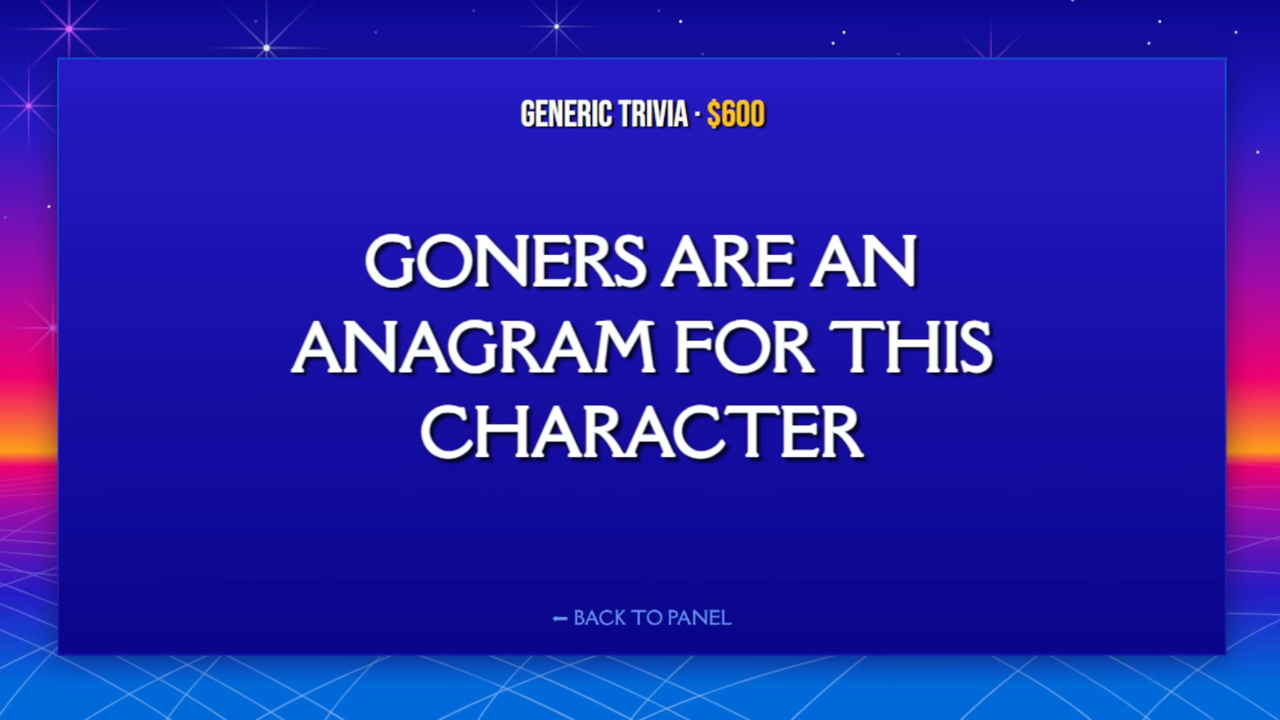 GENERIC TRIVIA · $600
GONERS ARE AN
ANAGRAM FOR THIS
CHARACTER
← BACK TO PANEL